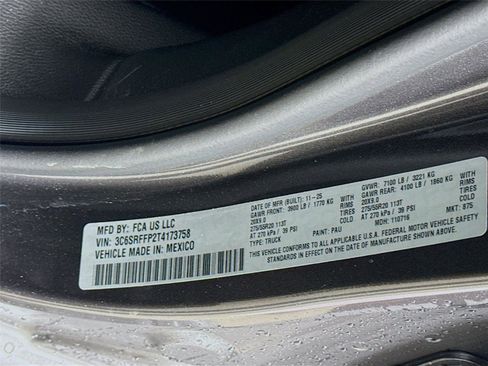 MFD BY: FCA US LLC
VIN: 3C6SRFFP2T4173758
VEHICLE MADE IN: MEXICO
DATE OF MFR (BUILT): 11-25 GVWR: 7100 LB / 3221 KG
GAWR FRONT: 3900 LB / 1770 KG WITH GAWR REAR: 4100 LB / 1860 KG WITH
20X9.0 RIMS 20X9.0 RIMS
275/55R20 113T TIRES 275/55R20 113T TIRES
AT 270 kPa / 39 PSI COLD AT 270 kPa / 39 PSI COLD
TYPE: TRUCK PAINT: PAU MDH: 110716 MKT: 875
THIS VEHICLE CONFORMS TO ALL APPLICABLE U.S. FEDERAL MOTOR VEHICLE SAFETY
STANDARDS IN EFFECT ON THE DATE OF MANUFACTURE SHOWN ABOVE.